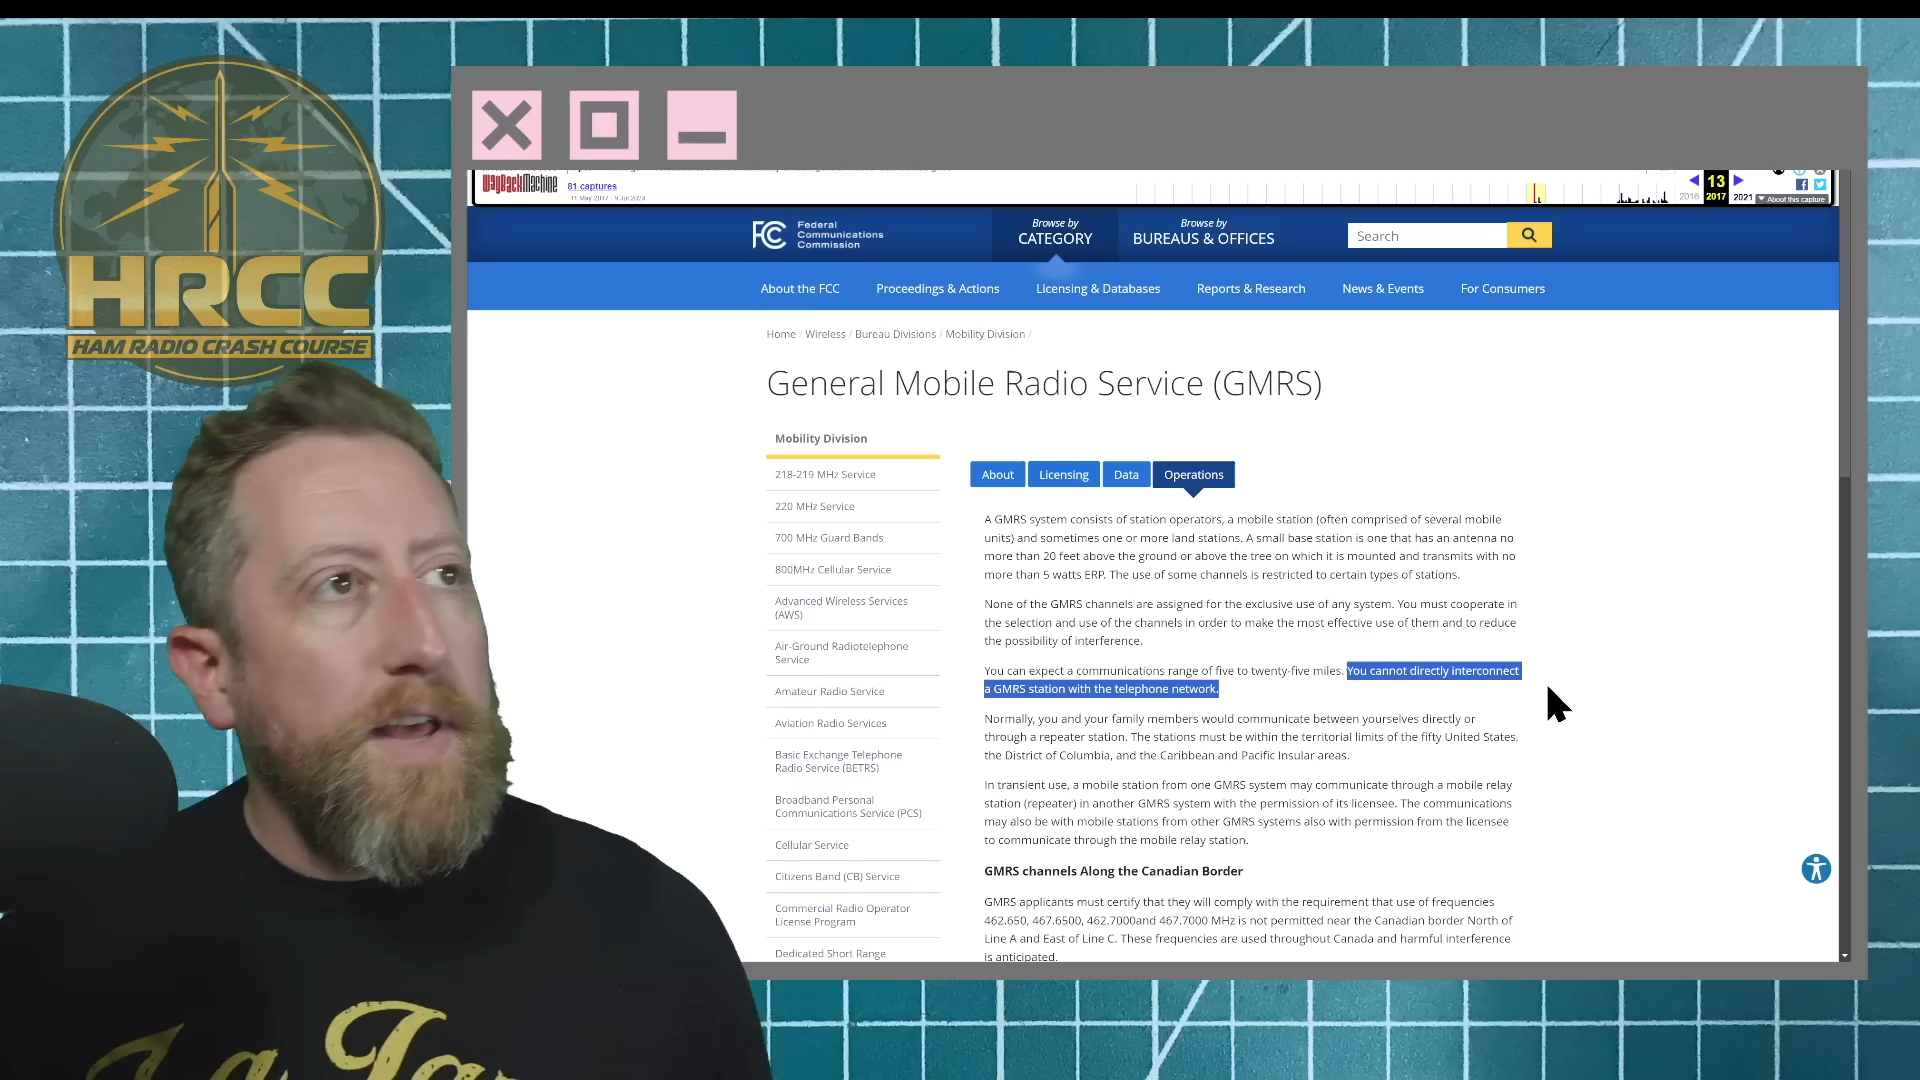 HRCC
HAM RADIO CRASH COURSE
WayBackMachine
81 captures
11 May 2017 - 9 Jul 2024
13
2016 2017 2021
About this capture
FCC Federal Communications Commission
Browse by
CATEGORY
Browse by
BUREAUS & OFFICES
Search
About the FCC
Proceedings & Actions
Licensing & Databases
Reports & Research
News & Events
For Consumers
Home / Wireless / Bureau Divisions / Mobility Division /
General Mobile Radio Service (GMRS)
Mobility Division
218-219 MHz Service
220 MHz Service
700 MHz Guard Bands
800MHz Cellular Service
Advanced Wireless Services
(AWS)
Air-Ground Radiotelephone
Service
Amateur Radio Service
Aviation Radio Services
Basic Exchange Telephone
Radio Service (BETRS)
Broadband Personal
Communications Service (PCS)
Cellular Service
Citizens Band (CB) Service
Commercial Radio Operator
License Program
Dedicated Short Range
About
Licensing
Data
Operations
A GMRS system consists of station operators, a mobile station (often comprised of several mobile
units) and sometimes one or more land stations. A small base station is one that has an antenna no
more than 20 feet above the ground or above the tree on which it is mounted and transmits with no
more than 5 watts ERP. The use of some channels is restricted to certain types of stations.
None of the GMRS channels are assigned for the exclusive use of any system. You must cooperate in
the selection and use of the channels in order to make the most effective use of them and to reduce
the possibility of interference.
You can expect a communications range of five to twenty-five miles. You cannot directly interconnect
a GMRS station with the telephone network.
Normally, you and your family members would communicate between yourselves directly or
through a repeater station. The stations must be within the territorial limits of the fifty United States,
the District of Columbia, and the Caribbean and Pacific Insular areas.
In transient use, a mobile station from one GMRS system may communicate through a mobile relay
station (repeater) in another GMRS system with the permission of its licensee. The communications
may also be with mobile stations from other GMRS systems also with permission from the licensee
to communicate through the mobile relay station.
GMRS channels Along the Canadian Border
GMRS applicants must certify that they will comply with the requirement that use of frequencies
462.650, 467.6500, 462.7000and 467.7000 MHz is not permitted near the Canadian border North of
Line A and East of Line C. These frequencies are used throughout Canada and harmful interference
is anticipated.